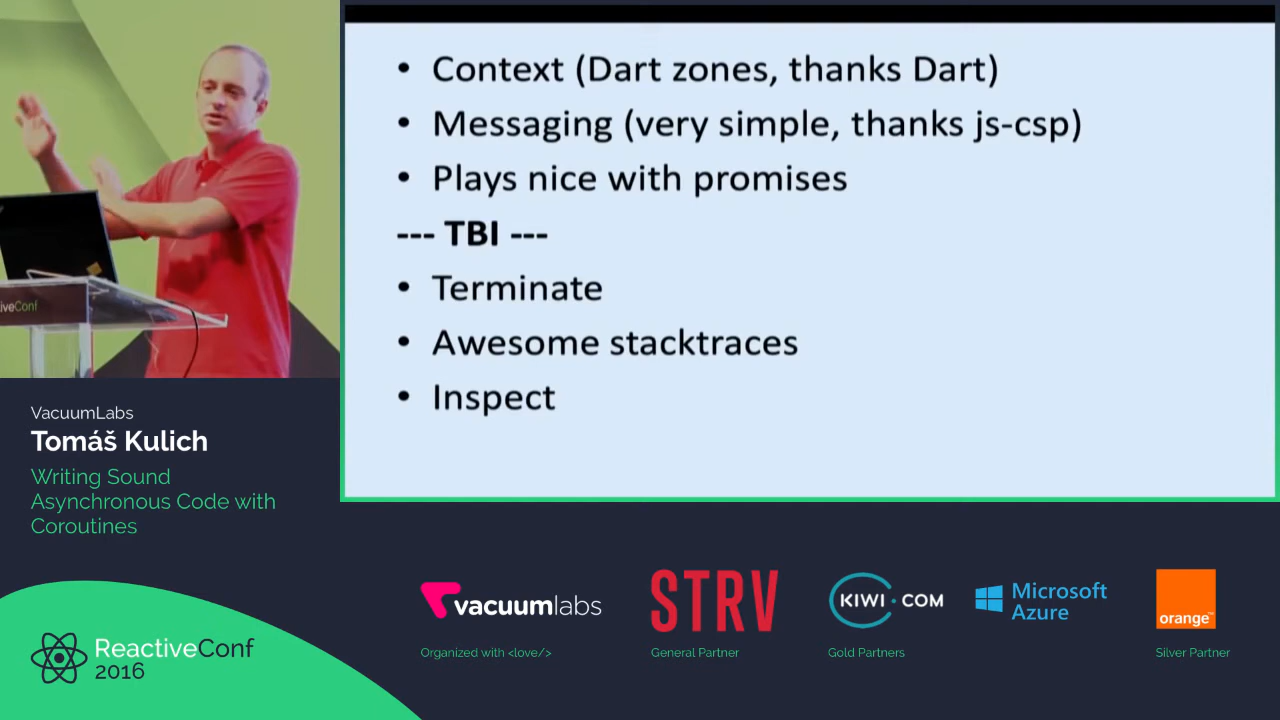 • Context (Dart zones, thanks Dart)
• Messaging (very simple, thanks js-csp)
• Plays nice with promises
--- TBI ---
• Terminate
• Awesome stacktraces
• Inspect
iveConf
VacuumLabs
Tomáš Kulich
Writing Sound
Asynchronous Code with
Coroutines
ReactiveConf
2016
vacuumlabs
Organized with <love/>
STRV
General Partner
KIWI.COM
Gold Partners
Microsoft
Azure
orange™
Silver Partner